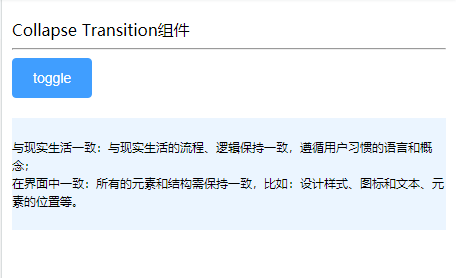 Collapse Transition组件
toggle
与现实生活一致：与现实生活的流程、逻辑保持一致，遵循用户习惯的语言和概
念；
在界面中一致：所有的元素和结构需保持一致，比如：设计样式、图标和文本、元
素的位置等。